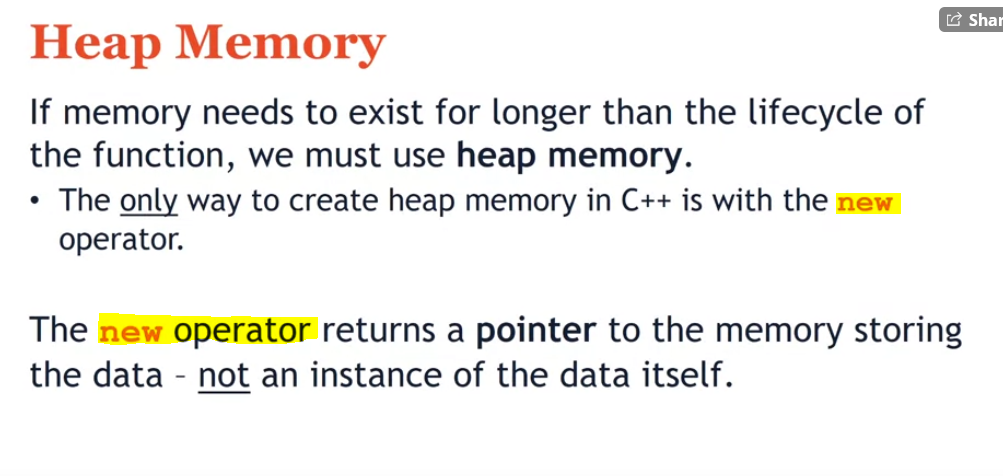 Shar
Heap Memory
If memory needs to exist for longer than the lifecycle of
the function, we must use heap memory.
• The only way to create heap memory in C++ is with the new
operator.
The new operator returns a pointer to the memory storing
the data – not an instance of the data itself.